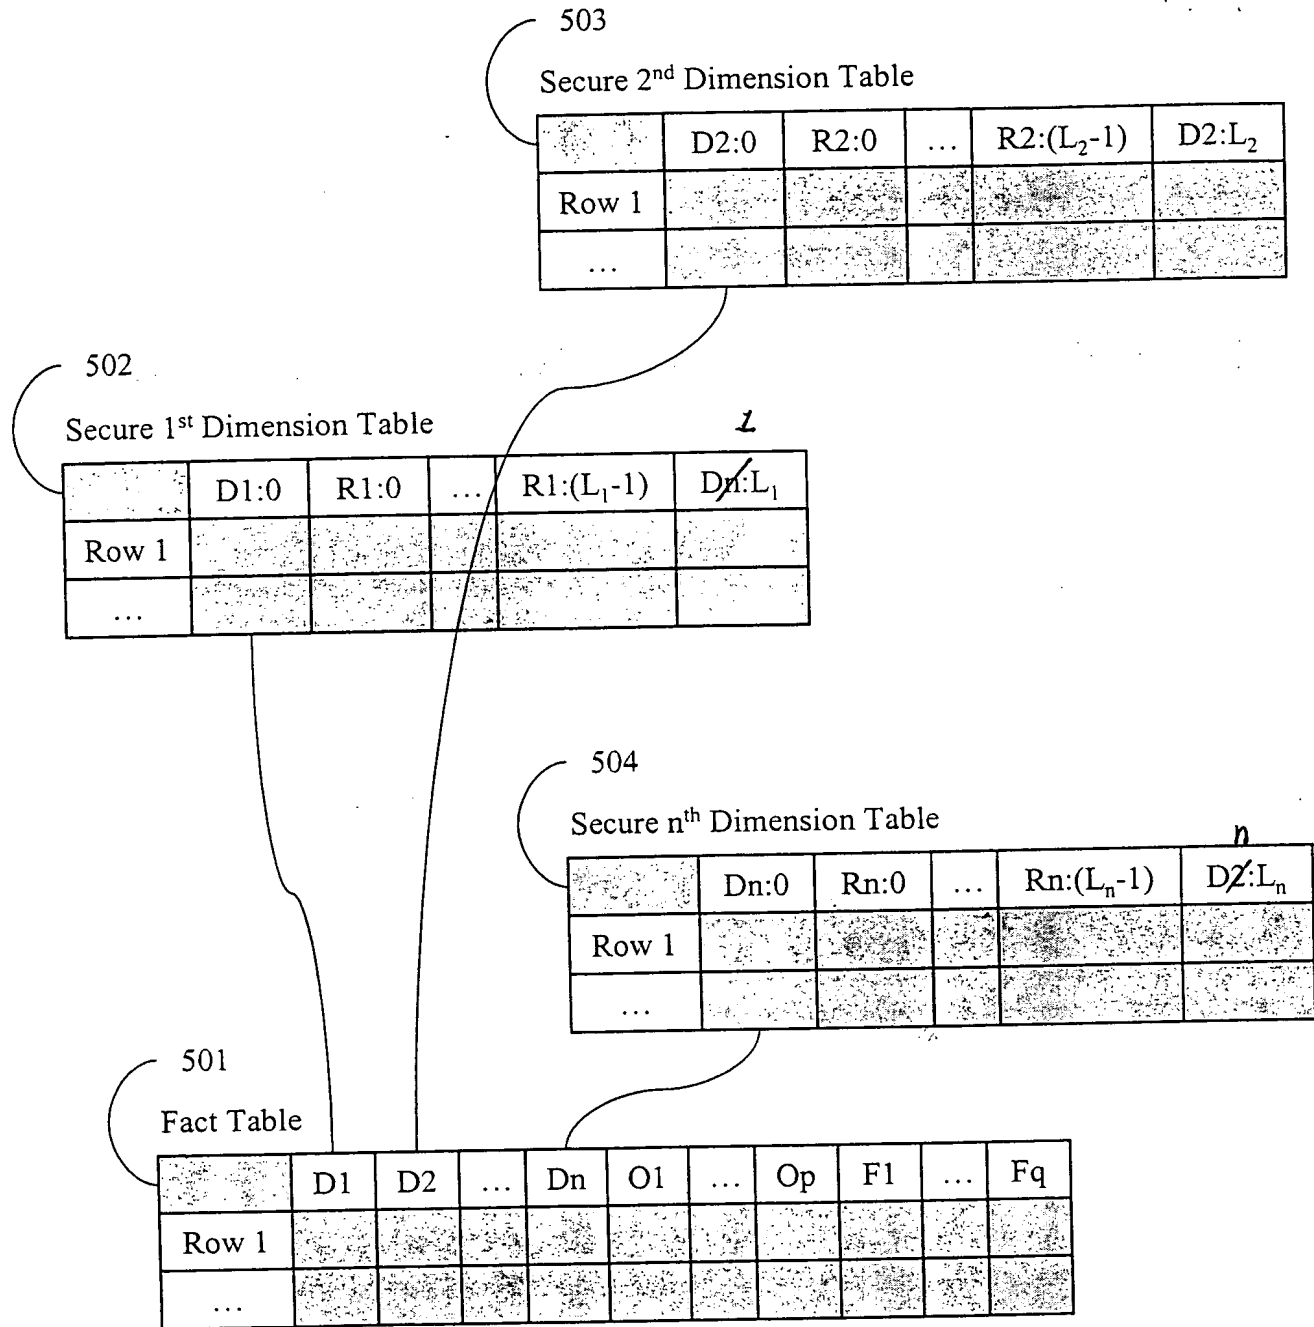 503
Secure 2nd Dimension Table
D2:0 R2:0 ... R2:(L2-1) D2:L2
Row 1
...
502
Secure 1st Dimension Table
1
D1:0 R1:0 ... R1:(L1-1) Dn:L1
Row 1
...
504
Secure nth Dimension Table
n
Dn:0 Rn:0 ... Rn:(Ln-1) D2:Ln
Row 1
...
501
Fact Table
D1 D2 ... Dn O1 ... Op F1 ... Fq
Row 1
...